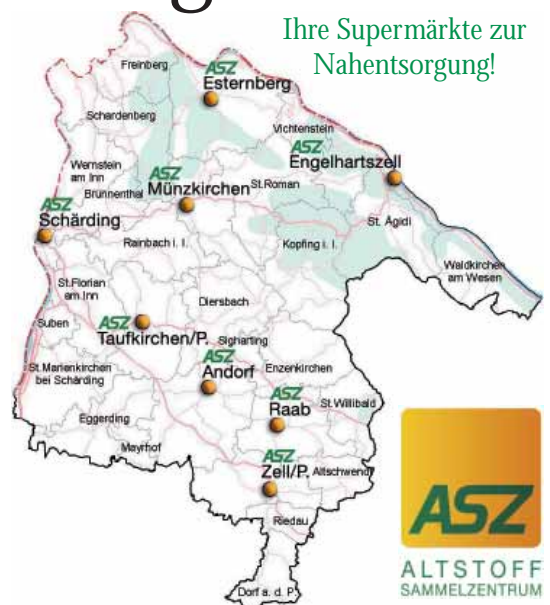 g
Ihre Supermärkte zur
Nahentsorgung!
Freinberg
ASZ
Esternberg
Schardenberg
Vichtenstein
ASZ
Engelhartszell
Wernstein
am Inn
Brünnenthal
ASZ
Münzkirchen
St.Roman
ASZ
Schärding
St. Ägidi
Rainbach i. I.
Kopfing i. I.
Waldkirchen
am Wesen
St.Florian
am Inn
Diersbach
Suben
ASZ
Taufkirchen/P.
Sigharting
St.Marienkirchen
bei Schärding
ASZ
Andorf
Enzenkirchen
ASZ
Raab
St.Willibald
Eggerding
Mayrhof
ASZ
Zell/P.
Altschwendt
Riedau
Dorf a. d. P.
ASZ
ALTSTOFF
SAMMELZENTRUM